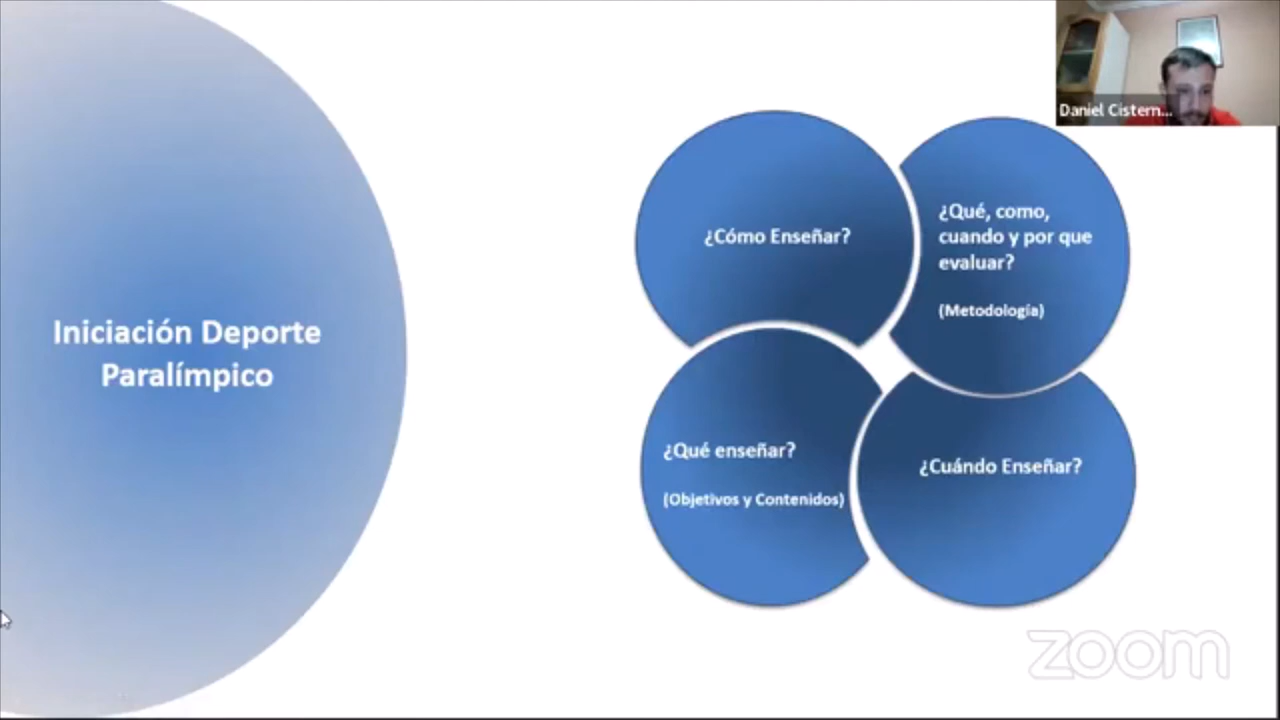 Daniel Cistern...
Iniciación Deporte
Paralímpico
¿Cómo Enseñar?
¿Qué, como,
cuando y por que
evaluar?
(Metodología)
¿Qué enseñar?
(Objetivos y Contenidos)
¿Cuándo Enseñar?
zoom